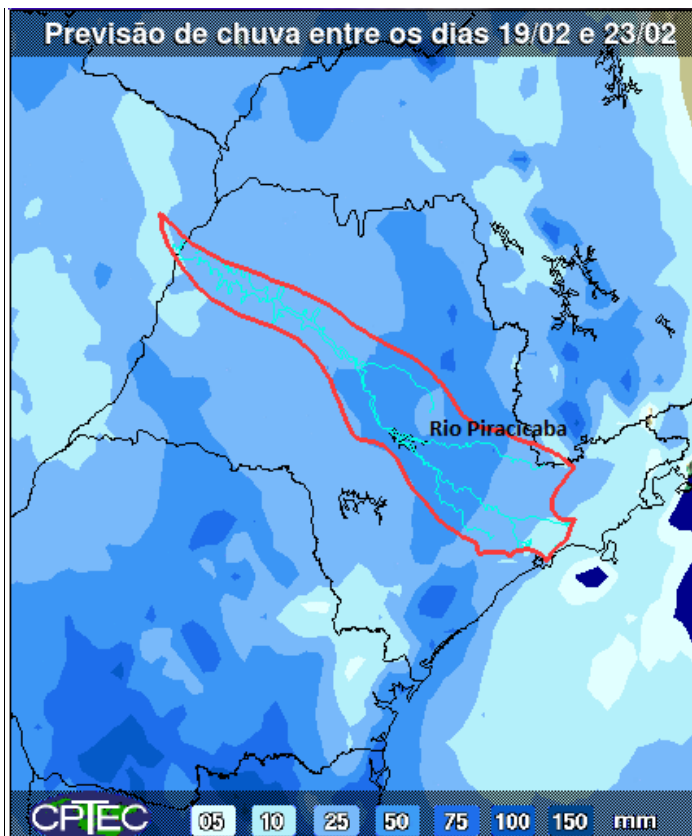 Previsão de chuva entre os dias 19/02 e 23/02
Rio Piracicaba
CPTEC 05 10 25 50 75 100 150 mm